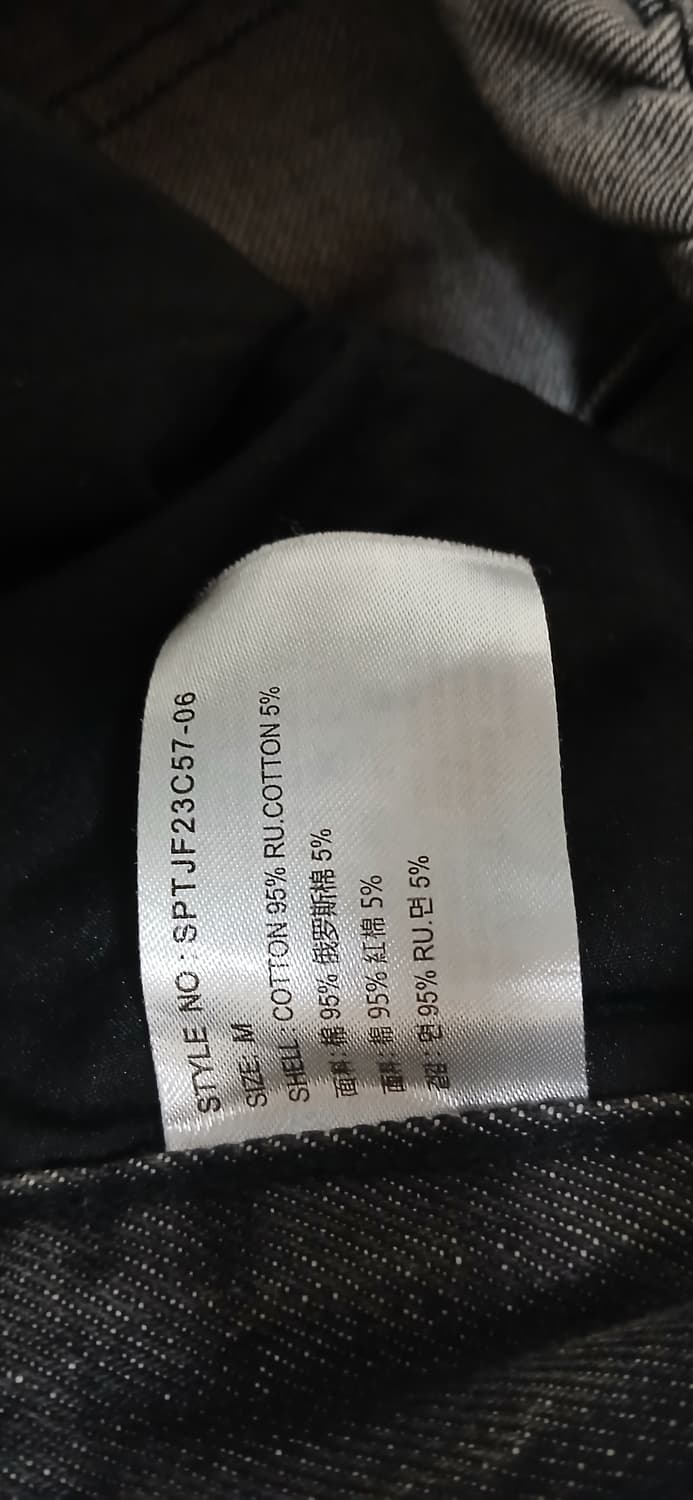 STYLE NO : SPTJF23C57-06
SIZE: M
SHELL : COTTON 95% RU.COTTON 5%
面料: 棉 95% 俄罗斯棉 5%
面料: 棉 95% 紅棉 5%
겉감 : 면 95% RU.면 5%